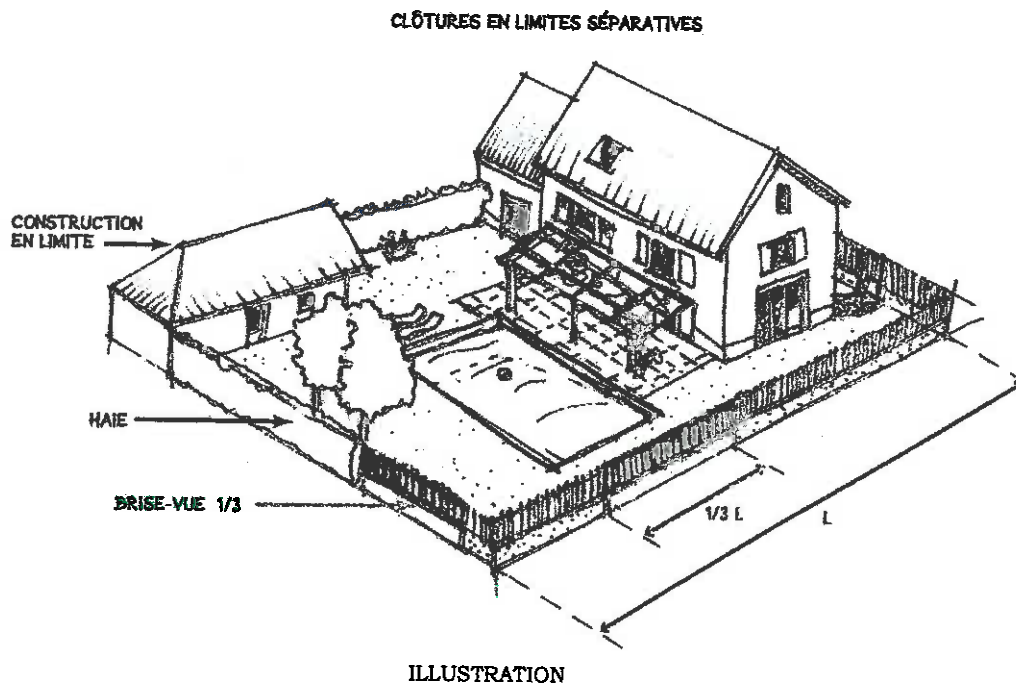 CLÔTURES EN LIMITES SÉPARATIVES
CONSTRUCTION
EN LIMITE
HAIE
BRISE-VUE 1/3
1/3 L
L
ILLUSTRATION